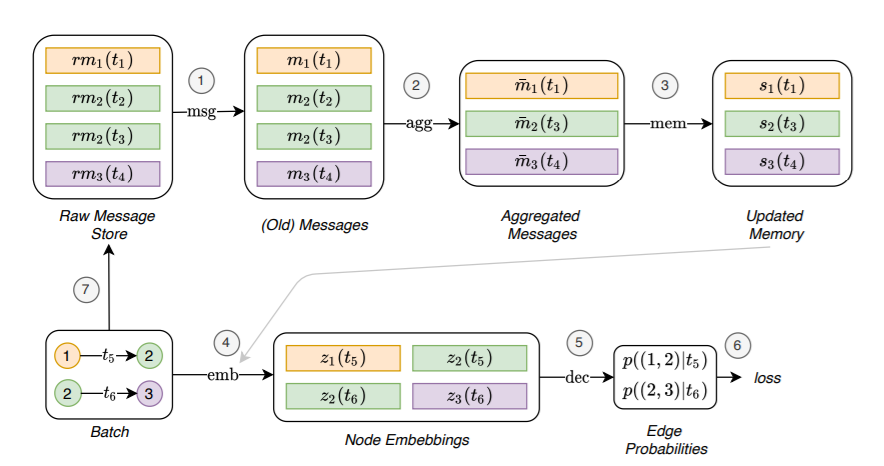 rm₁(t₁)
rm₂(t₂)
rm₂(t₃)
rm₃(t₄)
Raw Message
Store
1
msg
m₁(t₁)
m₂(t₂)
m₂(t₃)
m₃(t₄)
(Old) Messages
2
agg
m̄₁(t₁)
m̄₂(t₃)
m̄₃(t₄)
Aggregated
Messages
3
mem
s₁(t₁)
s₂(t₃)
s₃(t₄)
Updated
Memory
7
1 t₅ 2
2 t₆ 3
Batch
4
emb
z₁(t₅) z₂(t₅)
z₂(t₆) z₃(t₆)
Node Embebbings
5
dec
p((1, 2)|t₅)
p((2, 3)|t₆)
Edge
Probabilities
6
loss